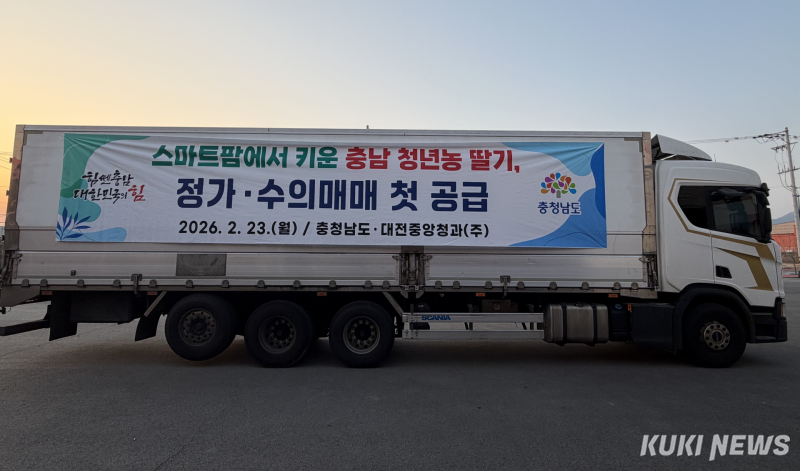 스마트팜에서 키운 충남 청년농 딸기,
힘쎈충남
대한민국의 힘
정가·수의매매 첫 공급
충청남도
2026. 2. 23.(월) / 충청남도·대전중앙청과(주)
SCANIA
KUKI NEWS